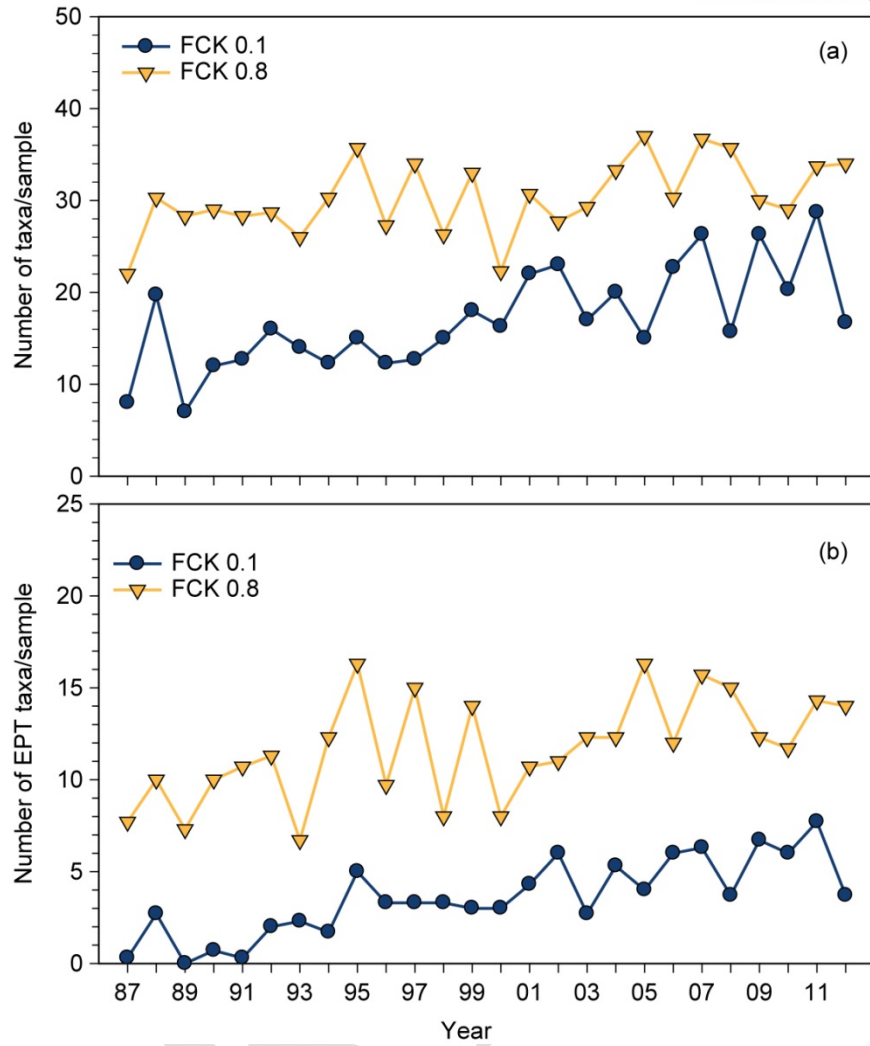 50
40
30
20
10
0
Number of taxa/sample
FCK 0.1
FCK 0.8
(a)
25
20
15
10
5
0
Number of EPT taxa/sample
FCK 0.1
FCK 0.8
(b)
87 89 91 93 95 97 99 01 03 05 07 09 11
Year